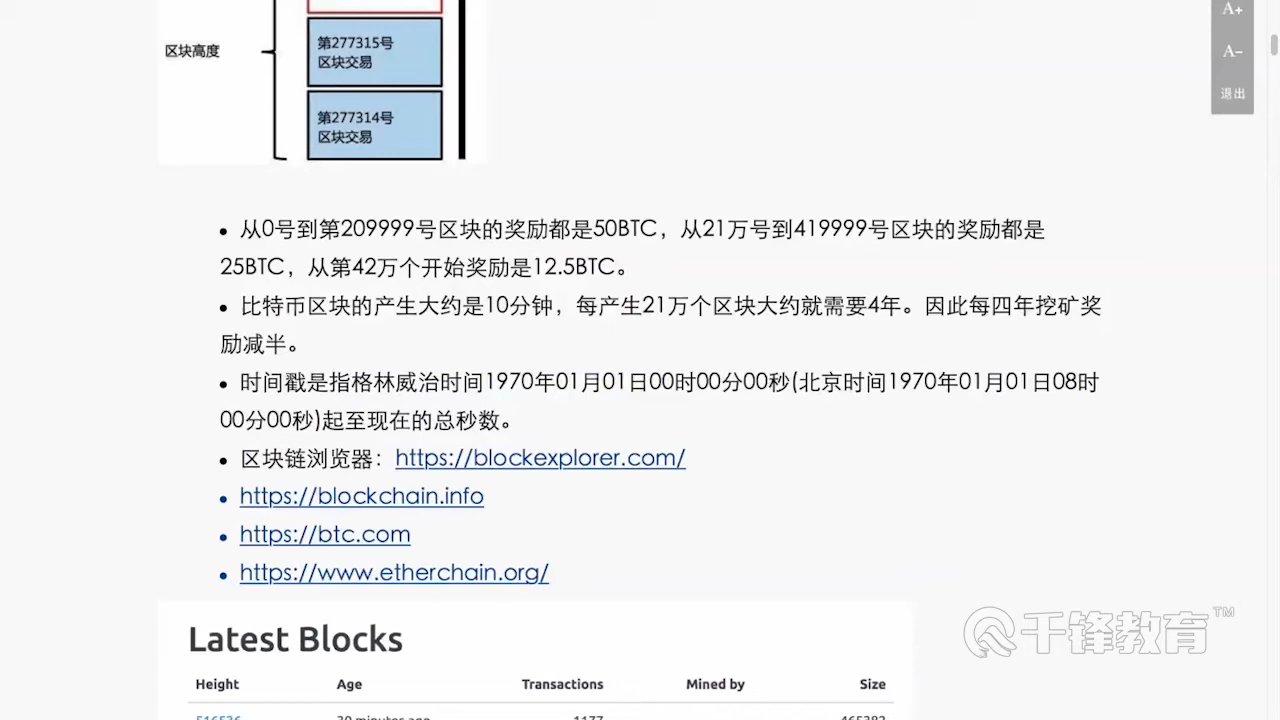 A+
A-
退出
区块高度
第277315号
区块交易
第277314号
区块交易
从0号到第209999号区块的奖励都是50BTC，从21万号到419999号区块的奖励都是
25BTC，从第42万个开始奖励是12.5BTC。
比特币区块的产生大约是10分钟，每产生21万个区块大约就需要4年。因此每四年挖矿奖
励减半。
时间戳是指格林威治时间1970年01月01日00时00分00秒(北京时间1970年01月01日08时
00分00秒)起至现在的总秒数。
区块链浏览器：https://blockexplorer.com/
https://blockchain.info
https://btc.com
https://www.etherchain.org/
千锋教育™
Latest Blocks
Height Age Transactions Mined by Size